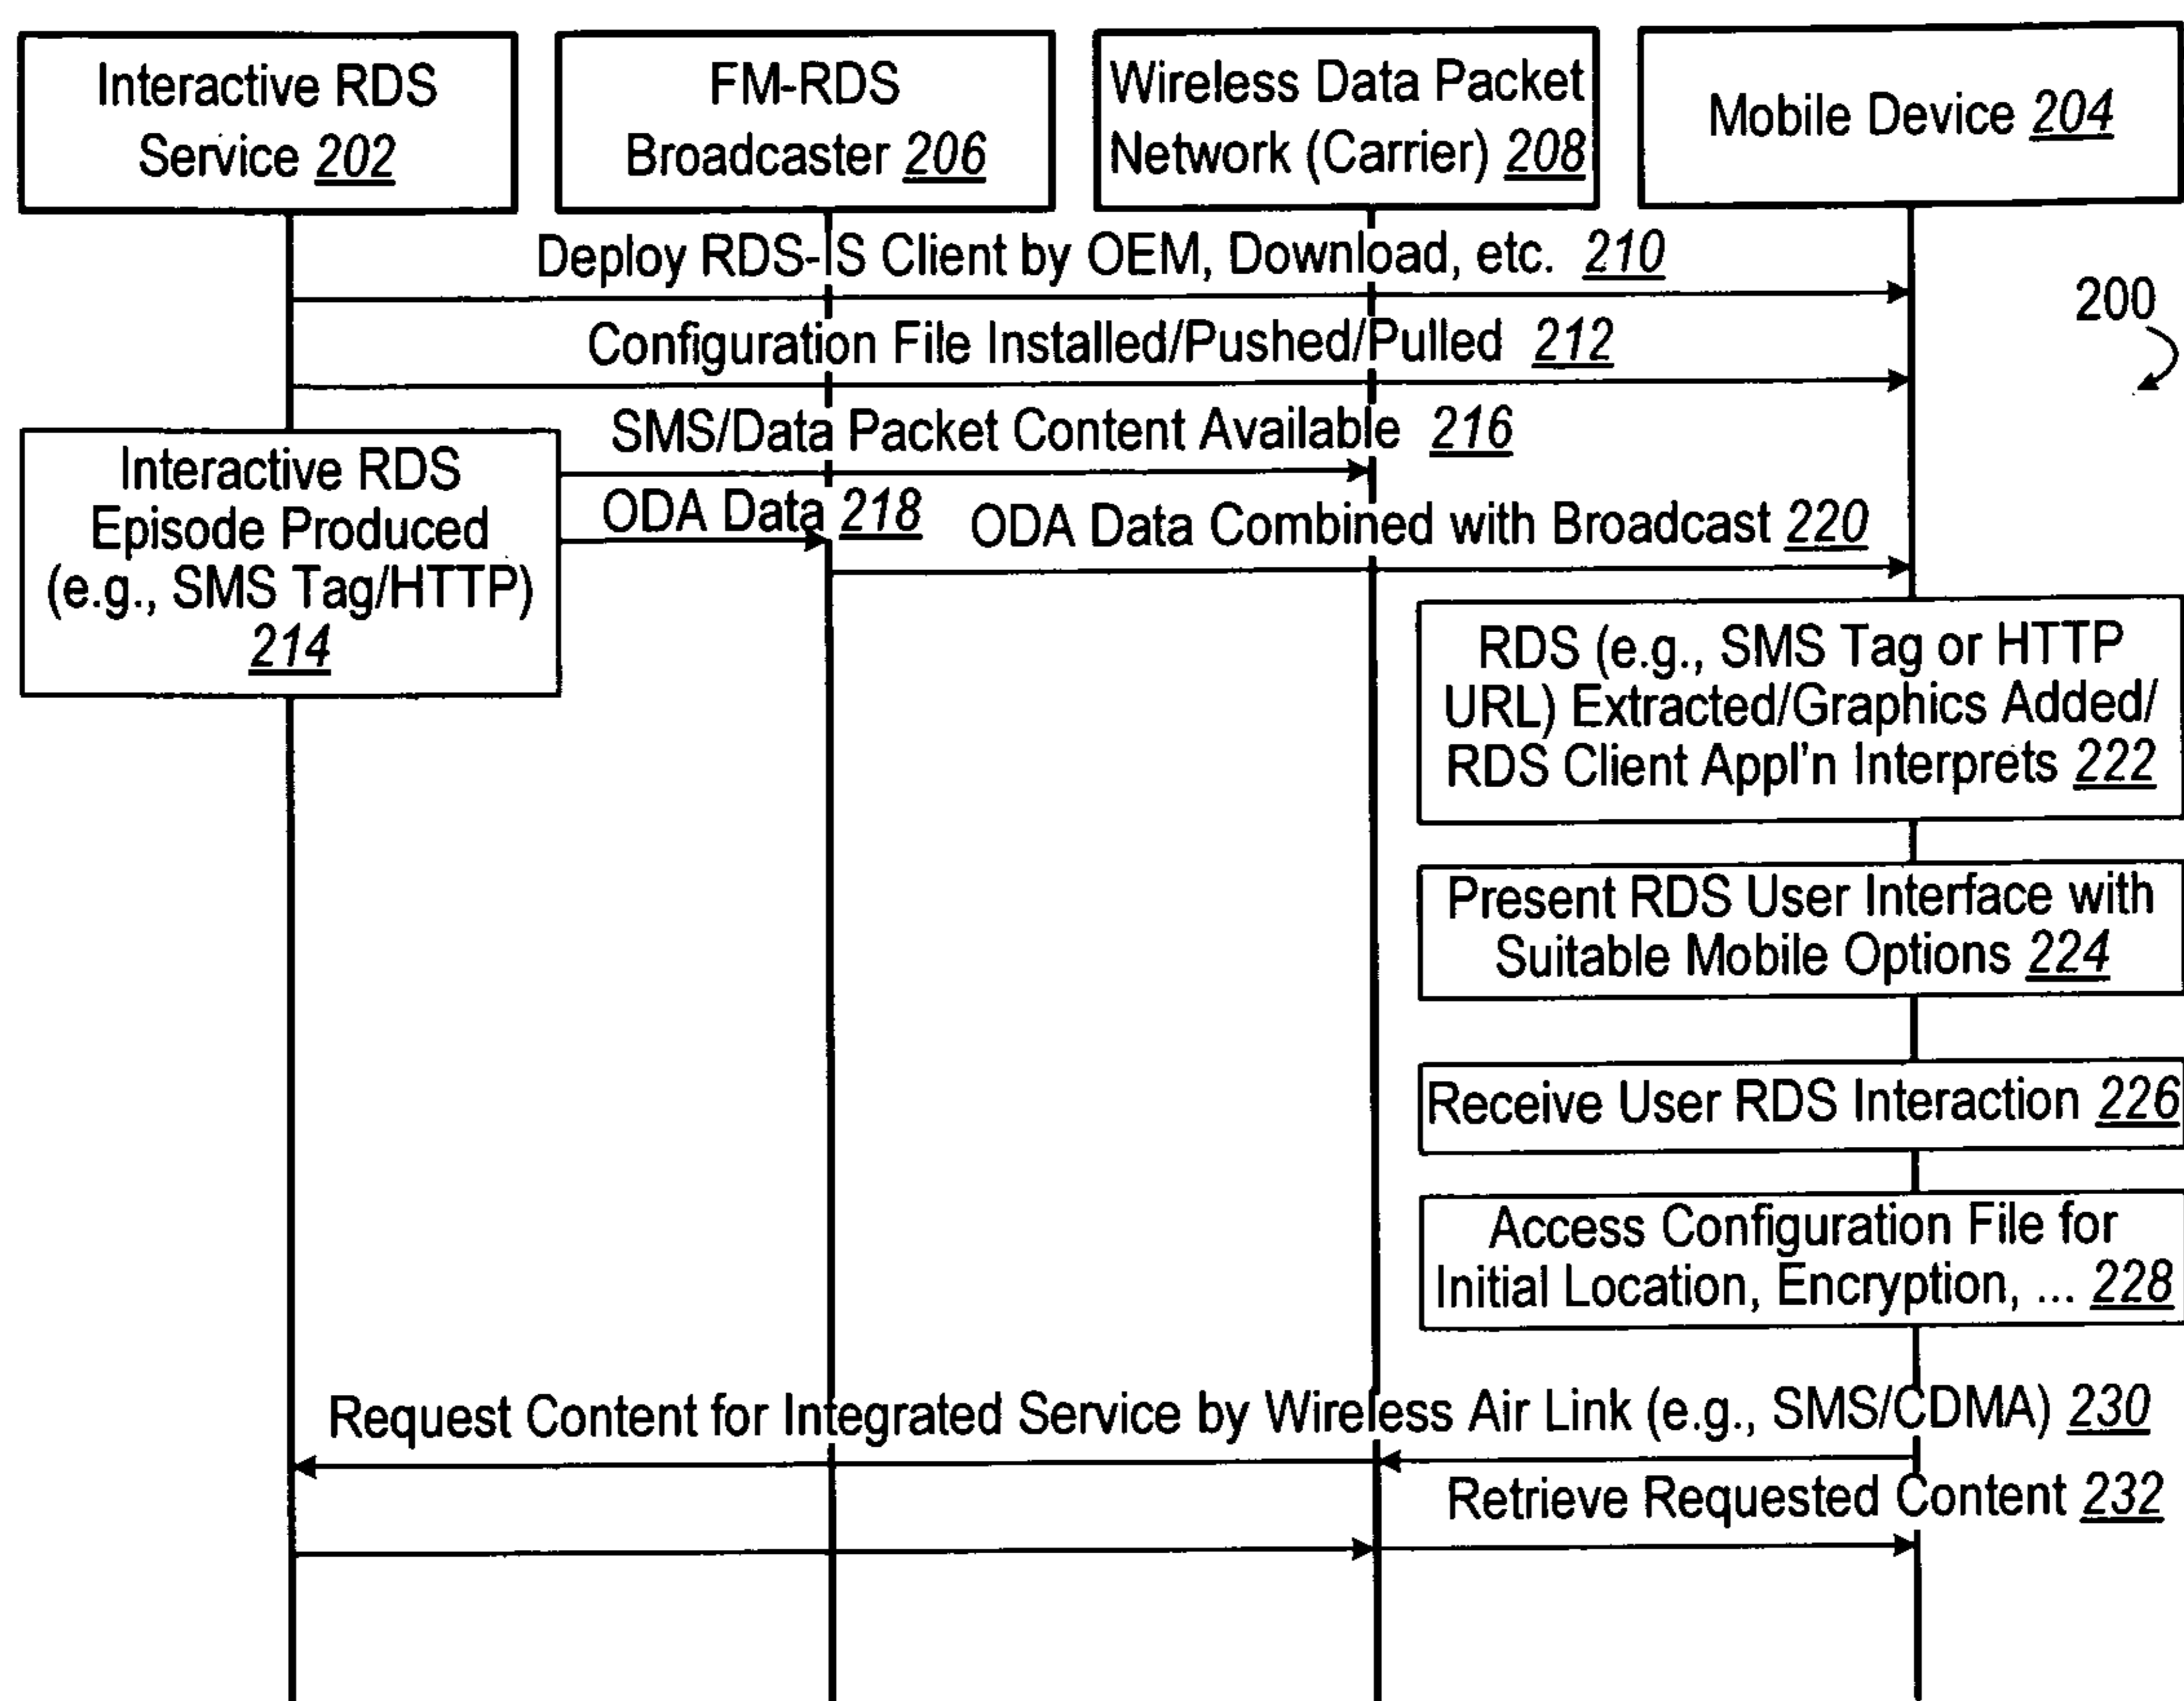 Interactive RDS
Service 202
FM-RDS
Broadcaster 206
Wireless Data Packet
Network (Carrier) 208
Mobile Device 204
Deploy RDS-IS Client by OEM, Download, etc. 210
200
Configuration File Installed/Pushed/Pulled 212
SMS/Data Packet Content Available 216
Interactive RDS
Episode Produced
(e.g., SMS Tag/HTTP)
214
ODA Data 218
ODA Data Combined with Broadcast 220
RDS (e.g., SMS Tag or HTTP
URL) Extracted/Graphics Added/
RDS Client Appl'n Interprets 222
Present RDS User Interface with
Suitable Mobile Options 224
Receive User RDS Interaction 226
Access Configuration File for
Initial Location, Encryption, ... 228
Request Content for Integrated Service by Wireless Air Link (e.g., SMS/CDMA) 230
Retrieve Requested Content 232